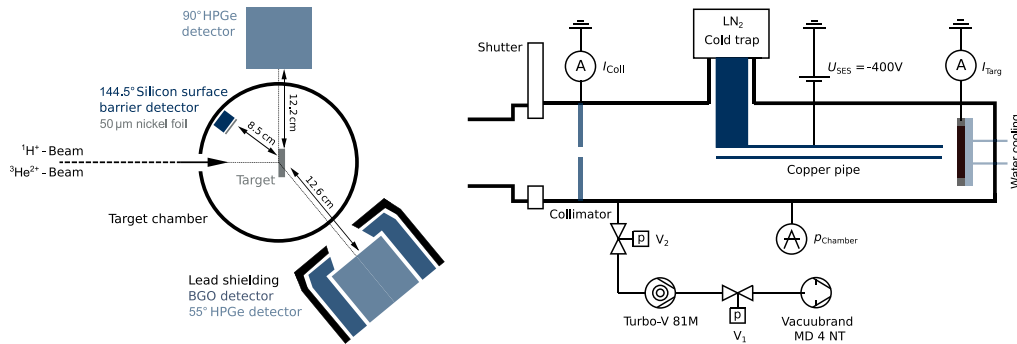 90° HPGe
detector
144.5° Silicon surface
barrier detector
50 µm nickel foil
12.2 cm
8.5 cm
¹H⁺ - Beam
³He²⁺ - Beam
Target
12.6 cm
Target chamber
Lead shielding
BGO detector
55° HPGe detector
Shutter
A
I_Coll
LN₂
Cold trap
U_SES = -400V
A
I_Targ
Copper pipe
Water cooling
Collimator
p
V₂
p_Chamber
Turbo-V 81M
p
V₁
Vacuubrand
MD 4 NT